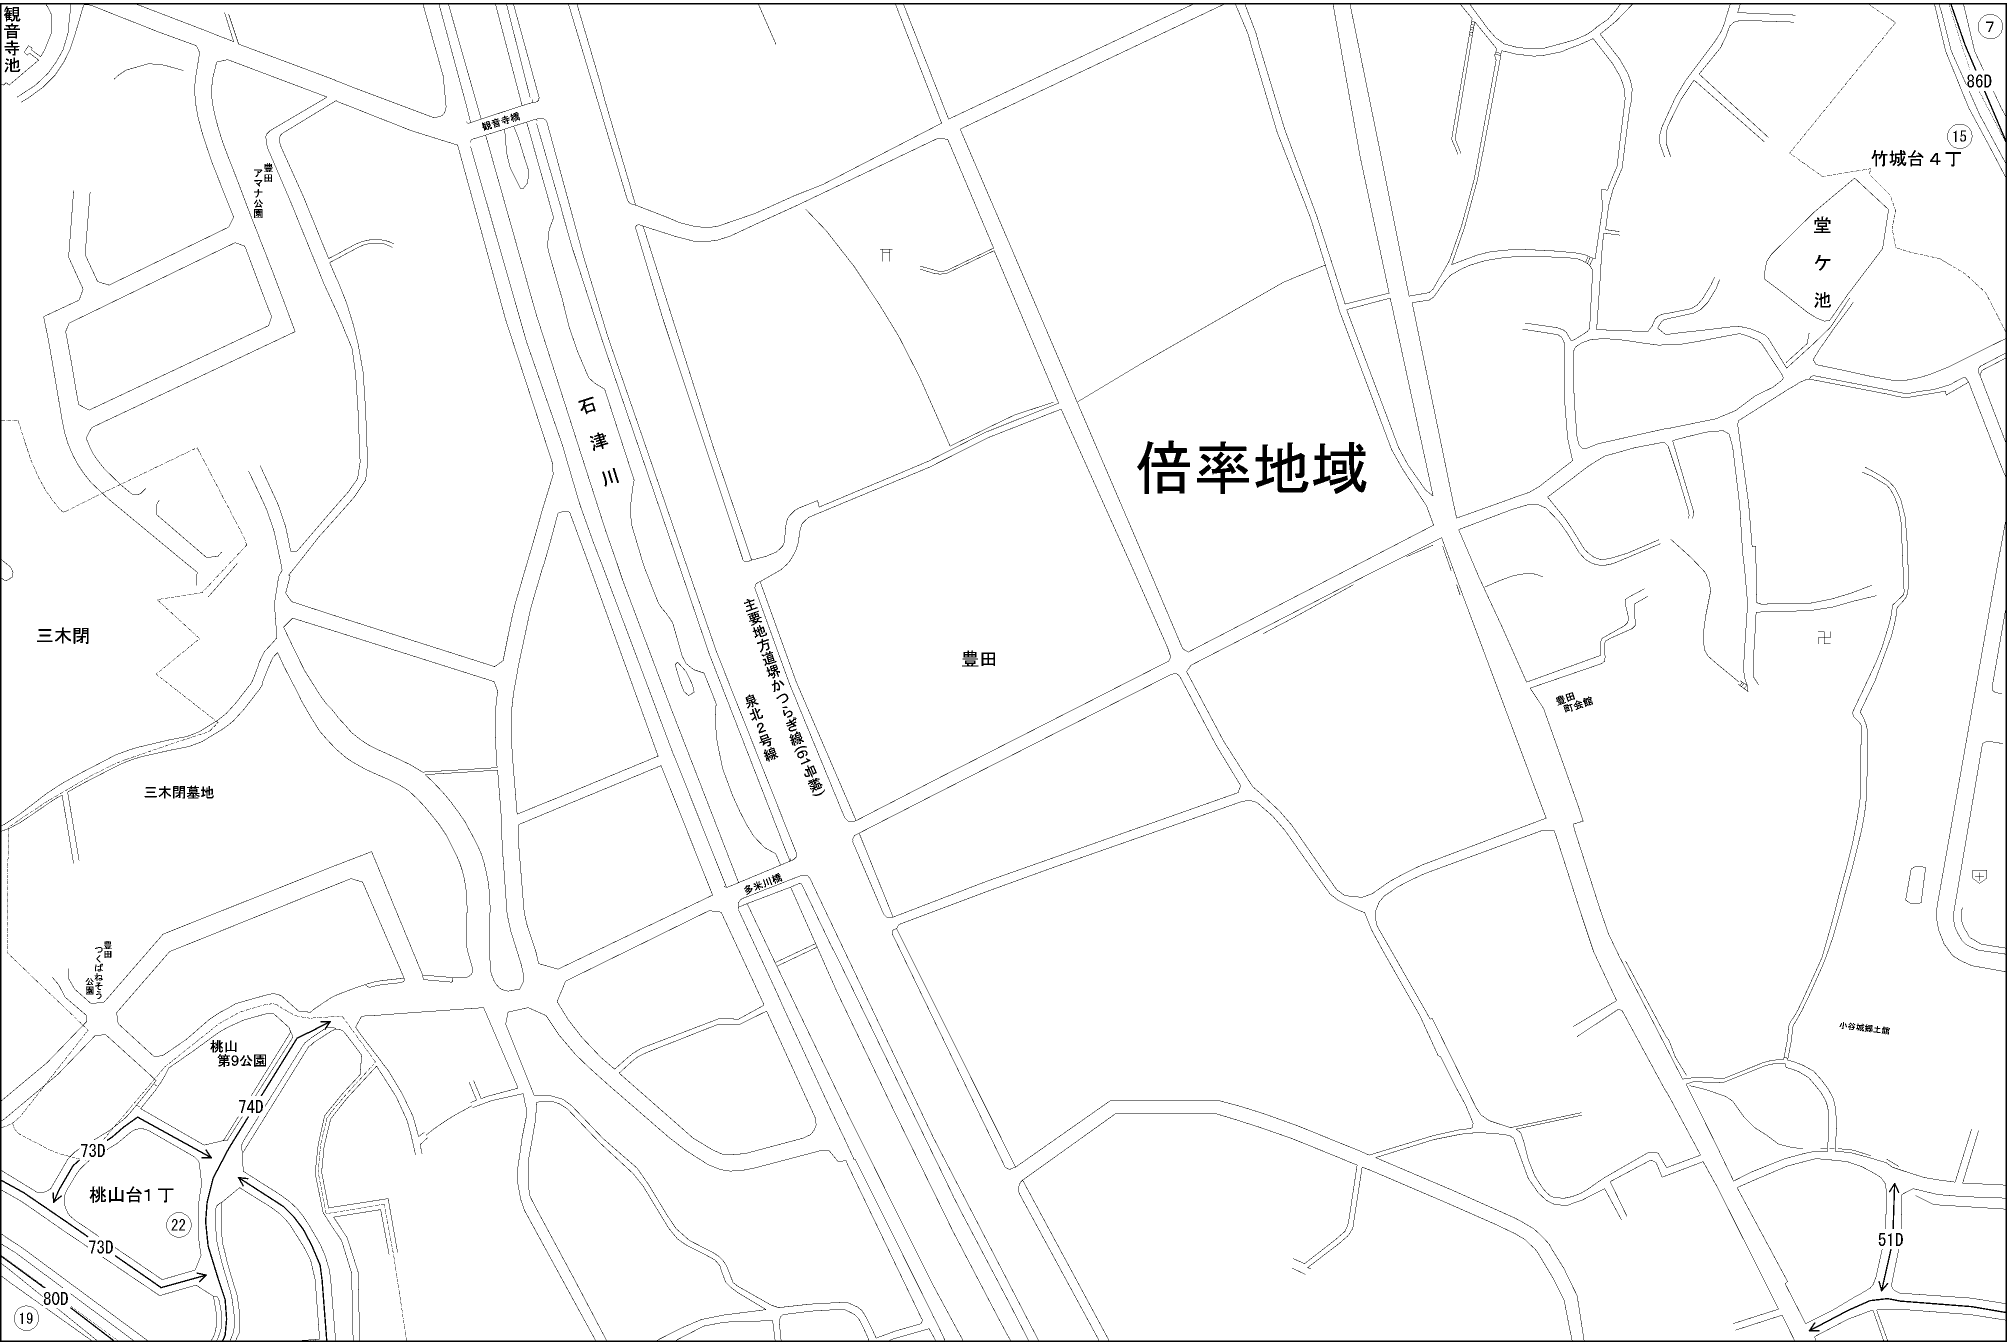 観音寺池
7
86D
15
竹城台4丁
観音寺橋
豊田
アマナ公園
堂ケ池
石津川
倍率地域
三木閉
主要地方道堺かつらぎ線(61号線)
泉北2号線
豊田
豊田
町会館
三木閉墓地
多米川橋
豊田
つくばねそう
公園
小谷城郷土館
桃山
第9公園
74D
73D
桃山台1丁
22
73D
51D
80D
19